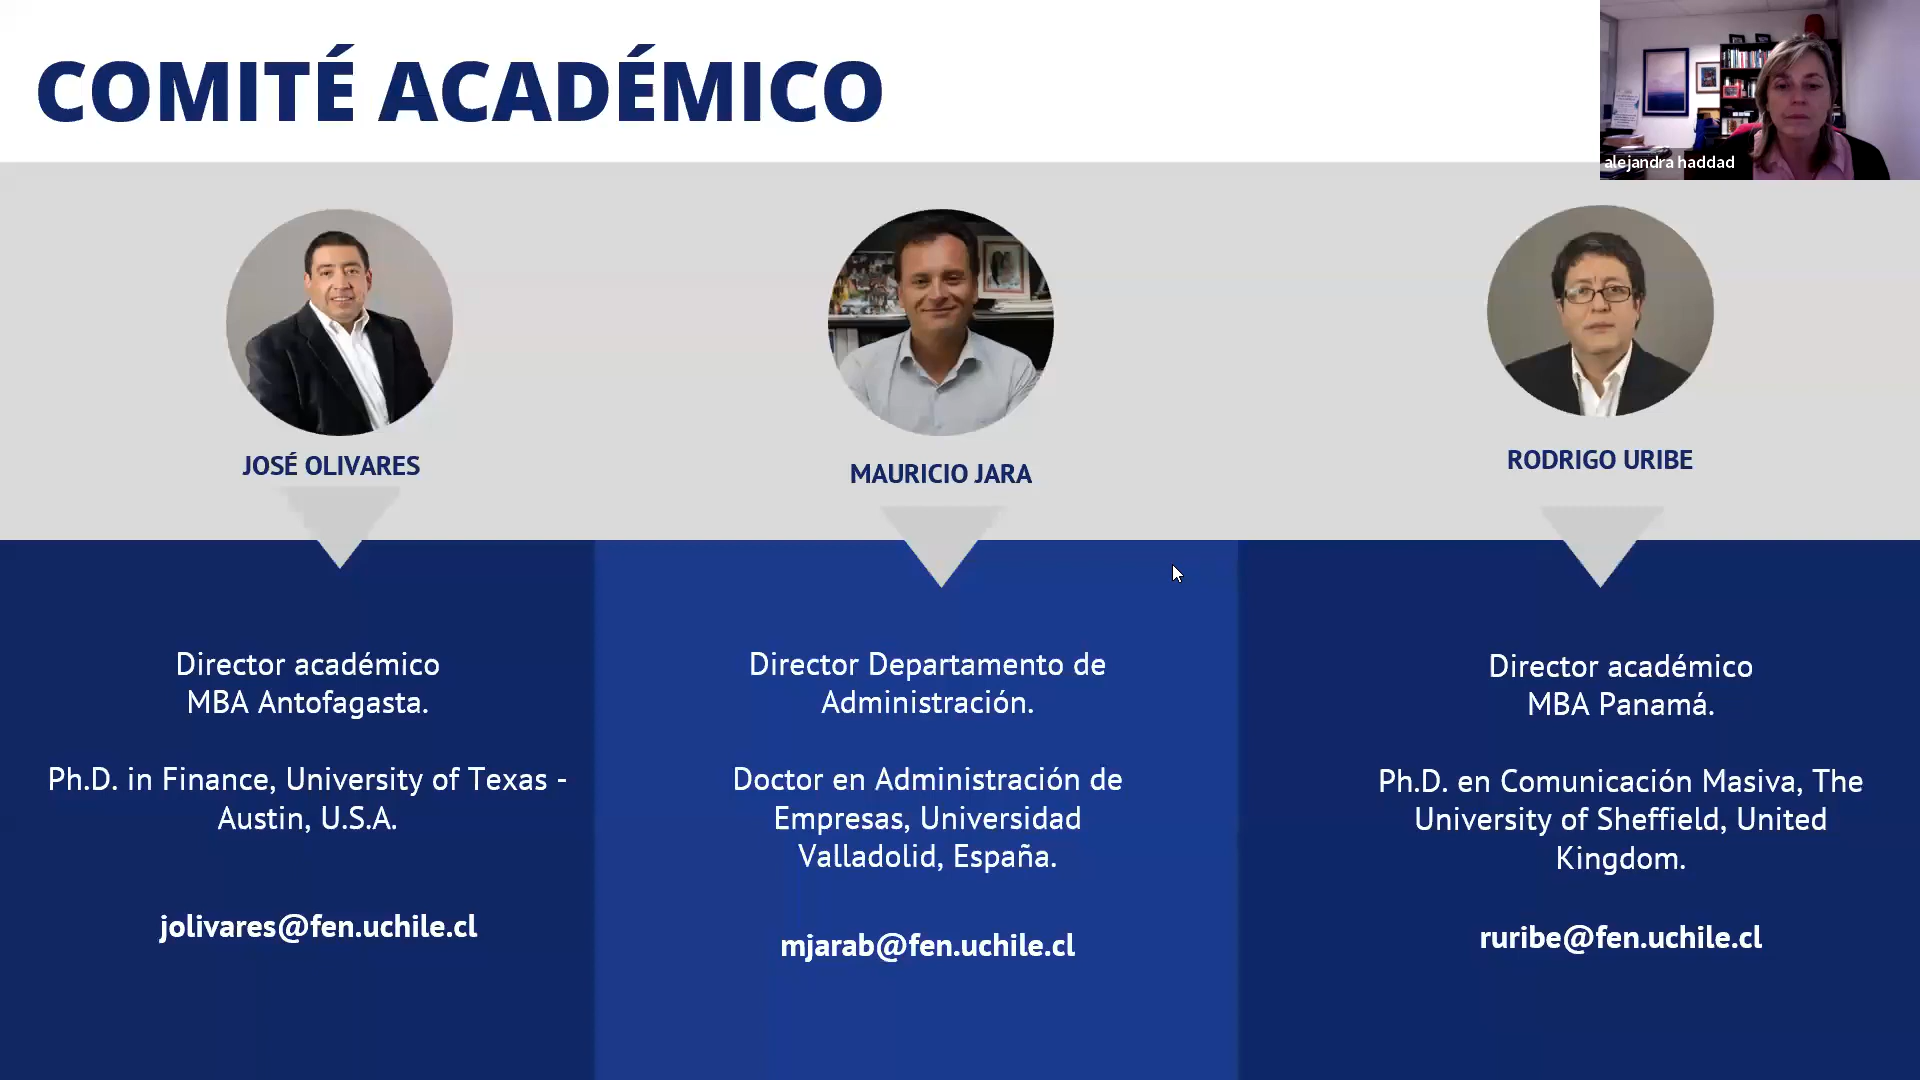 COMITÉ ACADÉMICO
alejandra haddad
JOSÉ OLIVARES
MAURICIO JARA
RODRIGO URIBE
Director académico
MBA Antofagasta.
Ph.D. in Finance, University of Texas -
Austin, U.S.A.
jolivares@fen.uchile.cl
Director Departamento de
Administración.
Doctor en Administración de
Empresas, Universidad
Valladolid, España.
mjarab@fen.uchile.cl
Director académico
MBA Panamá.
Ph.D. en Comunicación Masiva, The
University of Sheffield, United
Kingdom.
ruribe@fen.uchile.cl